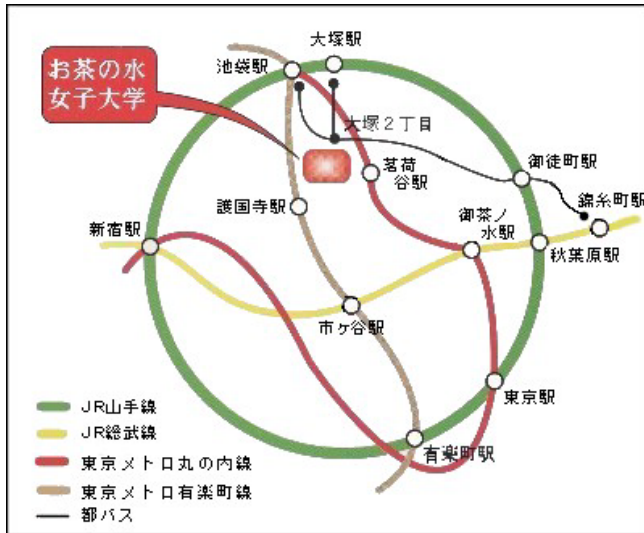 大塚駅
池袋駅
お茶の水
女子大学
大塚2丁目
茗荷
谷駅
御徒町駅
錦糸町駅
護国寺駅
御茶ノ
水駅
新宿駅
秋葉原駅
市ヶ谷駅
東京駅
有楽町駅
JR山手線
JR総武線
東京メトロ丸の内線
東京メトロ有楽町線
都バス